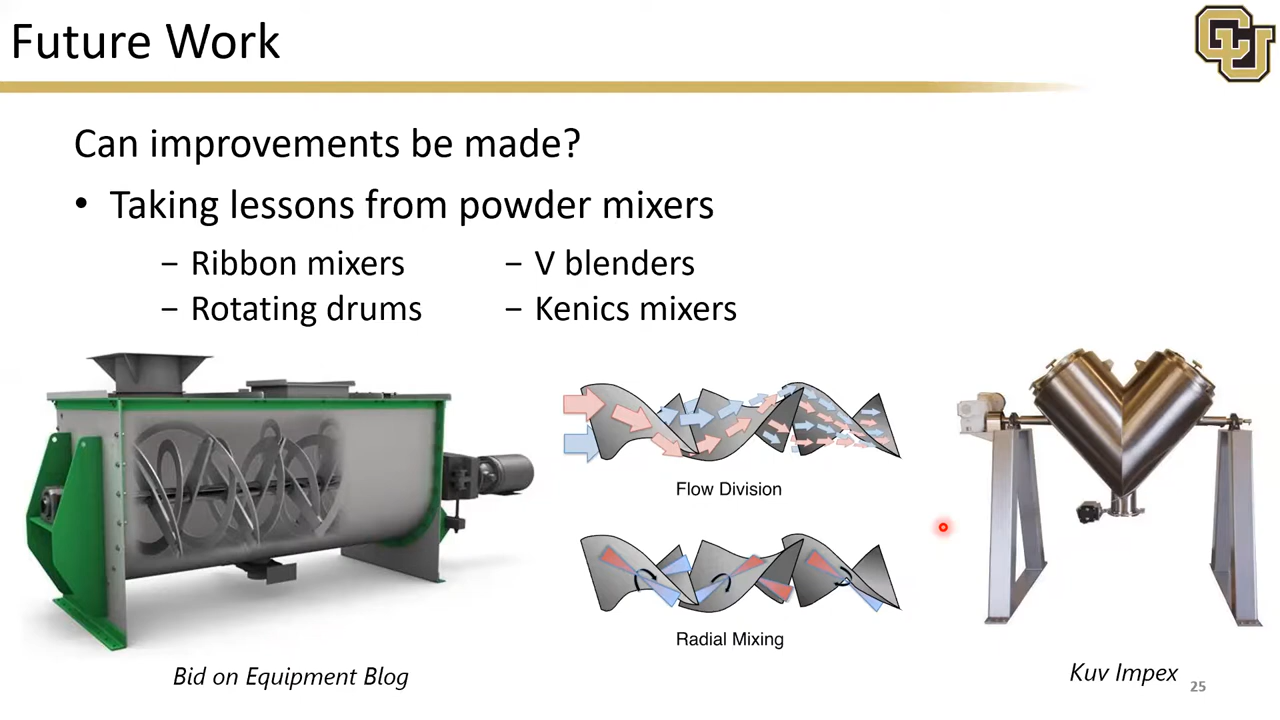 Future Work
CU
Can improvements be made?
• Taking lessons from powder mixers
– Ribbon mixers
– Rotating drums
– V blenders
– Kenics mixers
Flow Division
Radial Mixing
Bid on Equipment Blog
Kuv Impex
25